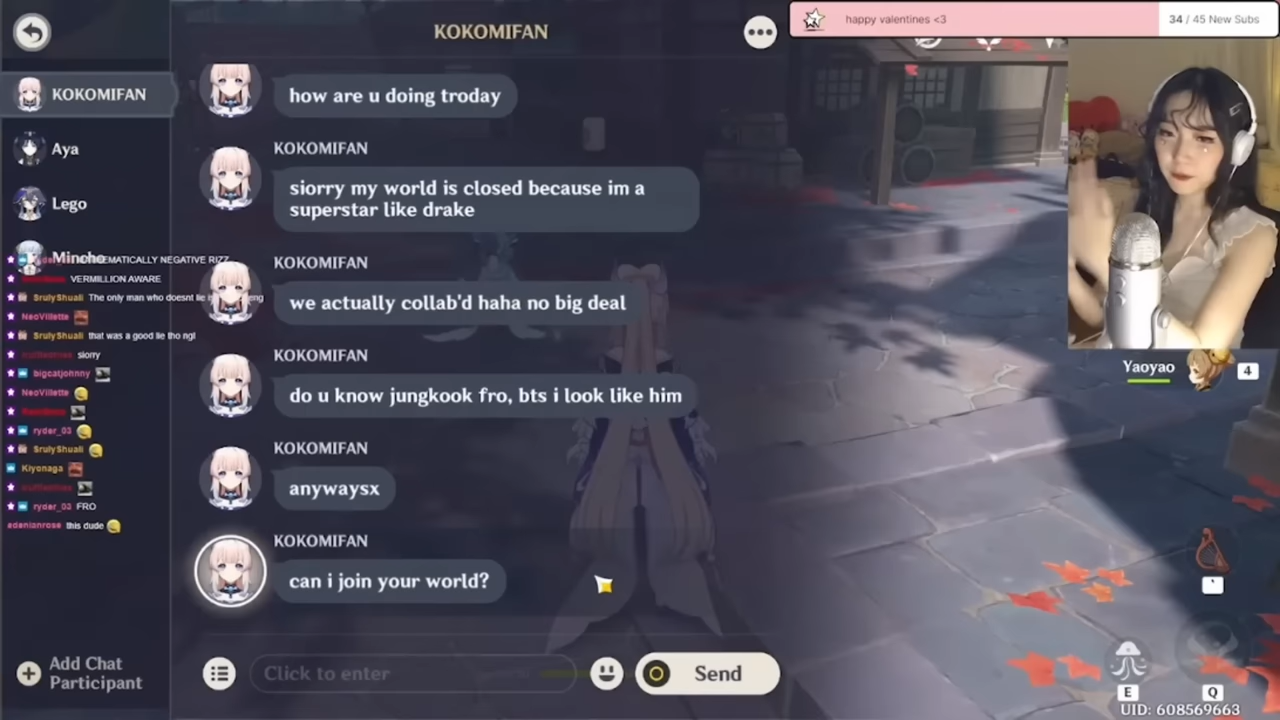 KOKOMIFAN
happy valentines <3
34 / 45 New Subs
KOKOMIFAN
Aya
Lego
Mincho
how are u doing troday
KOKOMIFAN
siorry my world is closed because im a
superstar like drake
KOKOMIFAN
we actually collab'd haha no big deal
KOKOMIFAN
do u know jungkook fro, bts i look like him
KOKOMIFAN
anywaysx
KOKOMIFAN
can i join your world?
NEGATIVE RIZZ
VERMILLION AWARE
SrulyShuali The only man who doesnt lie
NeoVillette
SrulyShuali that was a good lie tho ngl
siorry
bigcatjohnny
NeoVillette
ryder_03
SrulyShuali
Kiyonaga
ryder_03 FRO
edenianrose this dude
Add Chat
Participant
Click to enter
Send
Yaoyao
4
E
Q
UID: 608569663